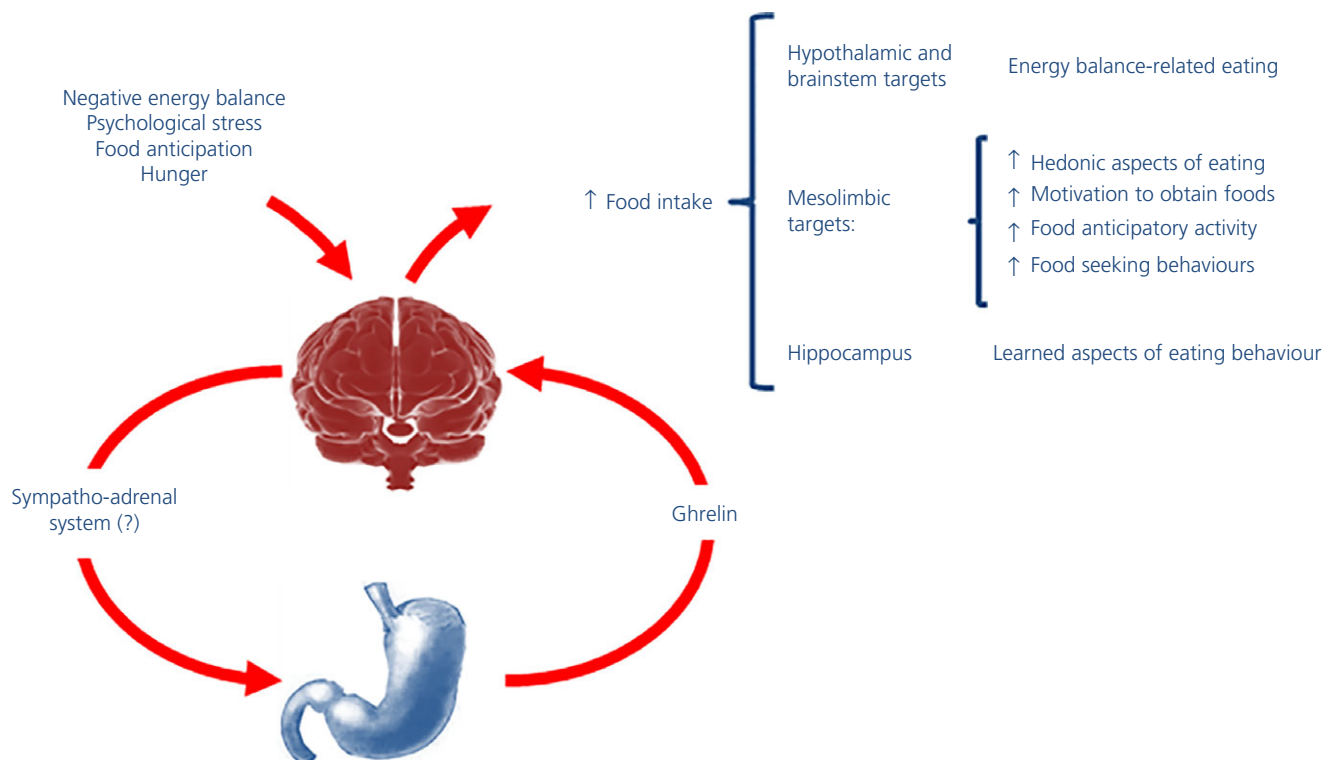 Negative energy balance
Psychological stress
Food anticipation
Hunger
↑ Food intake
Hypothalamic and
brainstem targets
Energy balance-related eating
Mesolimbic
targets:
↑ Hedonic aspects of eating
↑ Motivation to obtain foods
↑ Food anticipatory activity
↑ Food seeking behaviours
Hippocampus
Learned aspects of eating behaviour
Sympatho-adrenal
system (?)
Ghrelin